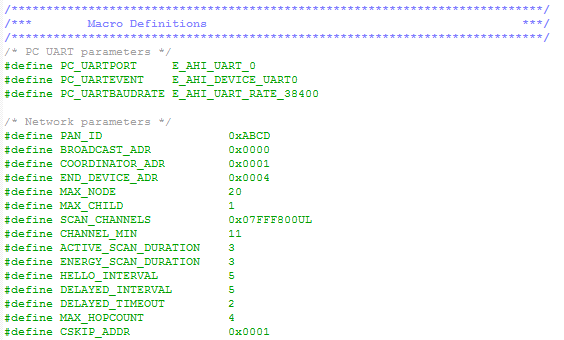 /****************************************************************************/
/***        Macro Definitions                                             ***/
/****************************************************************************/
/* PC UART parameters */
#define PC_UARTPORT     E_AHI_UART_0
#define PC_UARTEVENT    E_AHI_DEVICE_UART0
#define PC_UARTBAUDRATE E_AHI_UART_RATE_38400
/* Network parameters */
#define PAN_ID                  0xABCD
#define BROADCAST_ADR           0x0000
#define COORDINATOR_ADR         0x0001
#define END_DEVICE_ADR          0x0004
#define MAX_NODE                20
#define MAX_CHILD               1
#define SCAN_CHANNELS           0x07FFF800UL
#define CHANNEL_MIN             11
#define ACTIVE_SCAN_DURATION    3
#define ENERGY_SCAN_DURATION    3
#define HELLO_INTERVAL          5
#define DELAYED_INTERVAL        5
#define DELAYED_TIMEOUT         2
#define MAX_HOPCOUNT            4
#define CSKIP_ADDR              0x0001